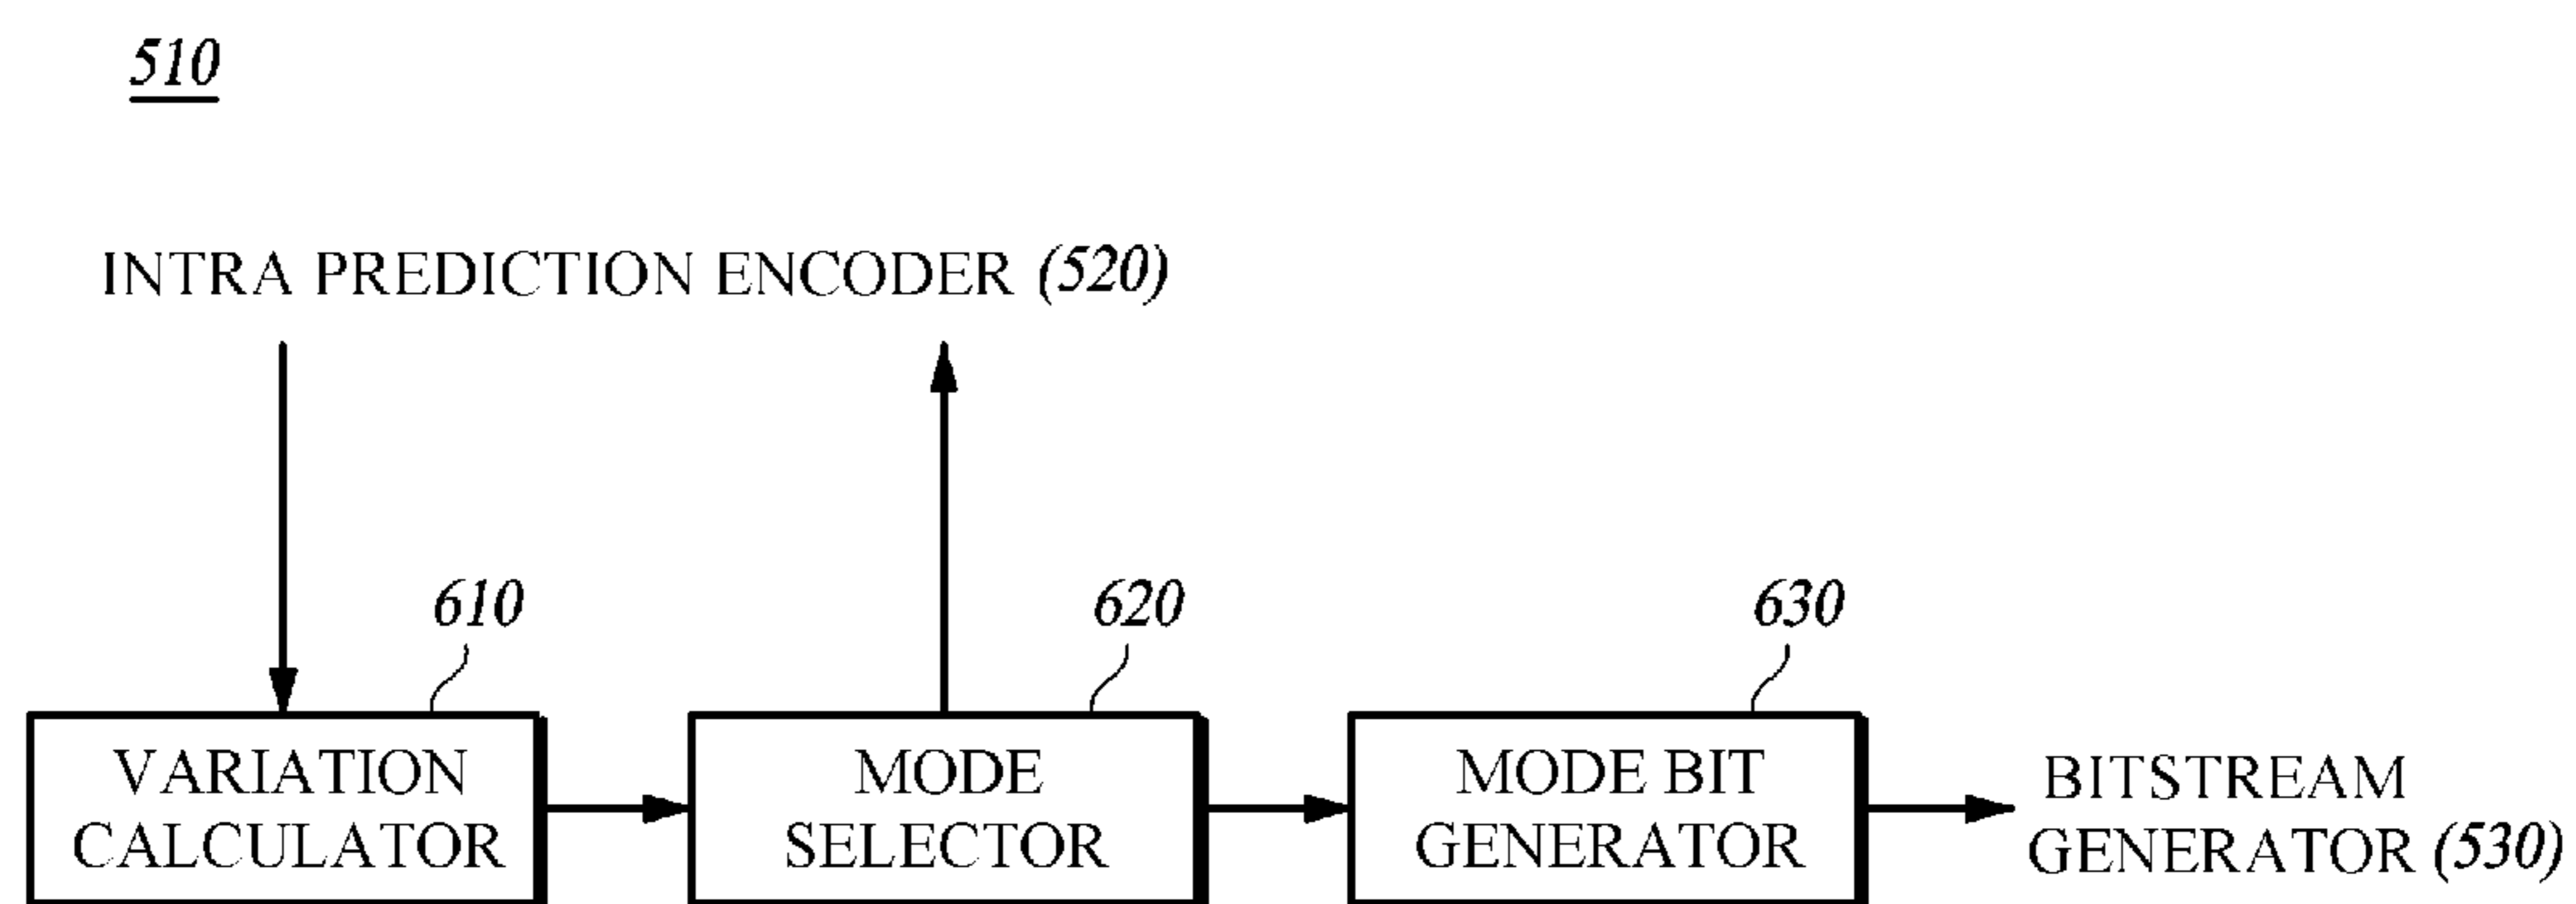 510
INTRA PREDICTION ENCODER (520)
610
620
630
VARIATION
CALCULATOR
MODE
SELECTOR
MODE BIT
GENERATOR
BITSTREAM
GENERATOR (530)